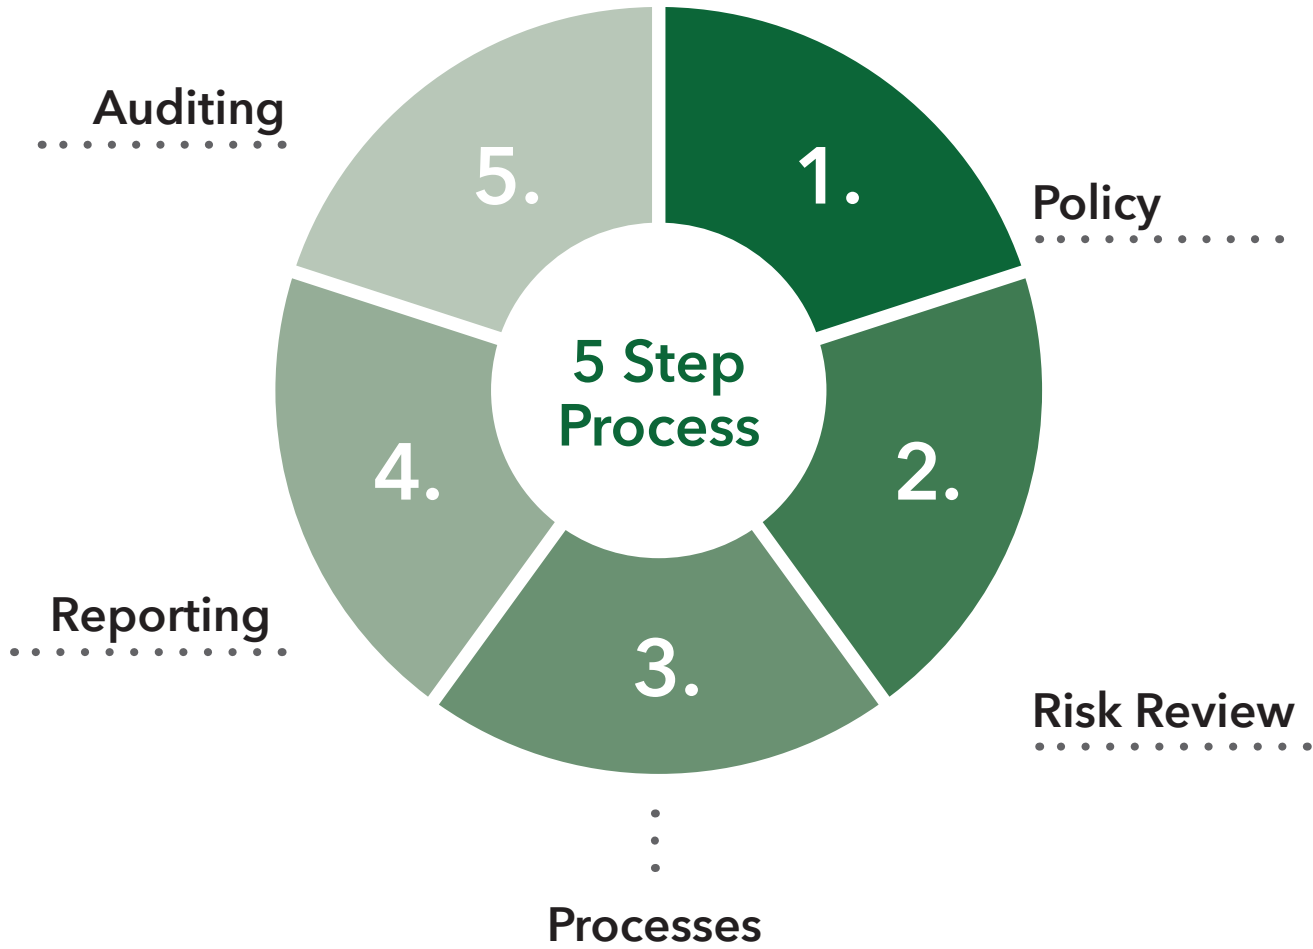 Auditing
5.
1.
Policy
5 Step
Process
4.
2.
Reporting
3.
Risk Review
Processes